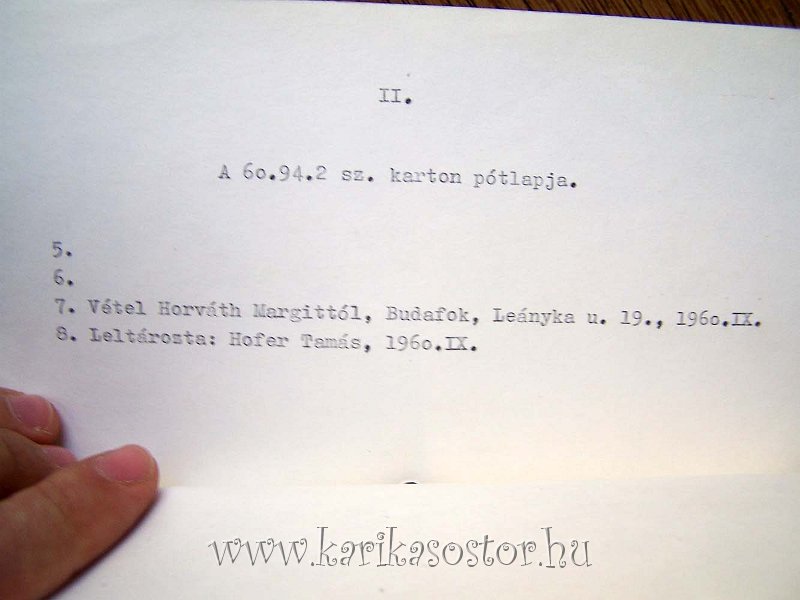 II.
A 6o.94.2 sz. karton pótlapja.
5.
6.
7. Vétel Horváth Margittól, Budafok, Leányka u. 19., 196o.IX.
8. Leltározta: Hofer Tamás, 196o.IX.
www.karikasostor.hu